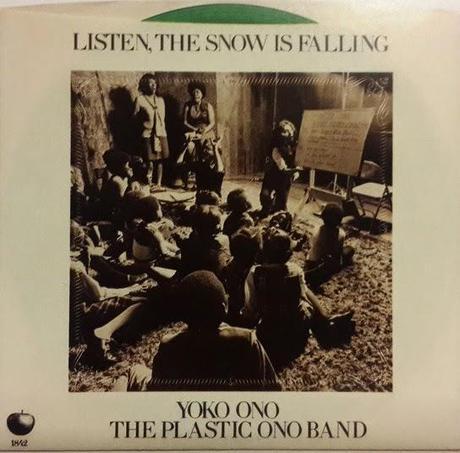 LISTEN, THE SNOW IS FALLING
YOKO ONO
THE PLASTIC ONO BAND
1842